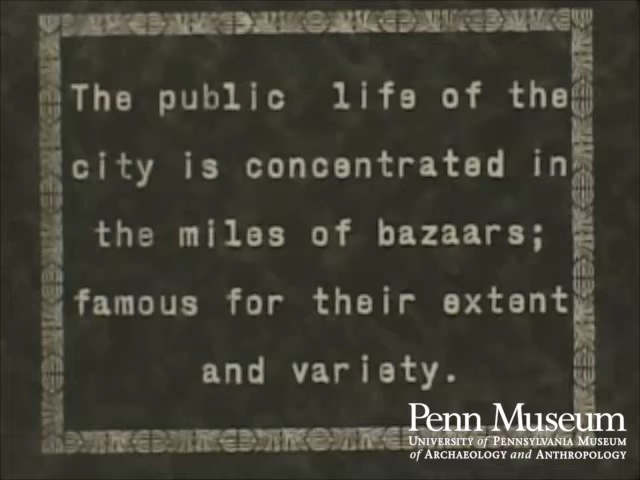 The public life of the
city is concentrated in
the miles of bazaars;
famous for their extent
and variety.
Penn Museum
UNIVERSITY of PENNSYLVANIA MUSEUM
of ARCHAEOLOGY and ANTHROPOLOGY